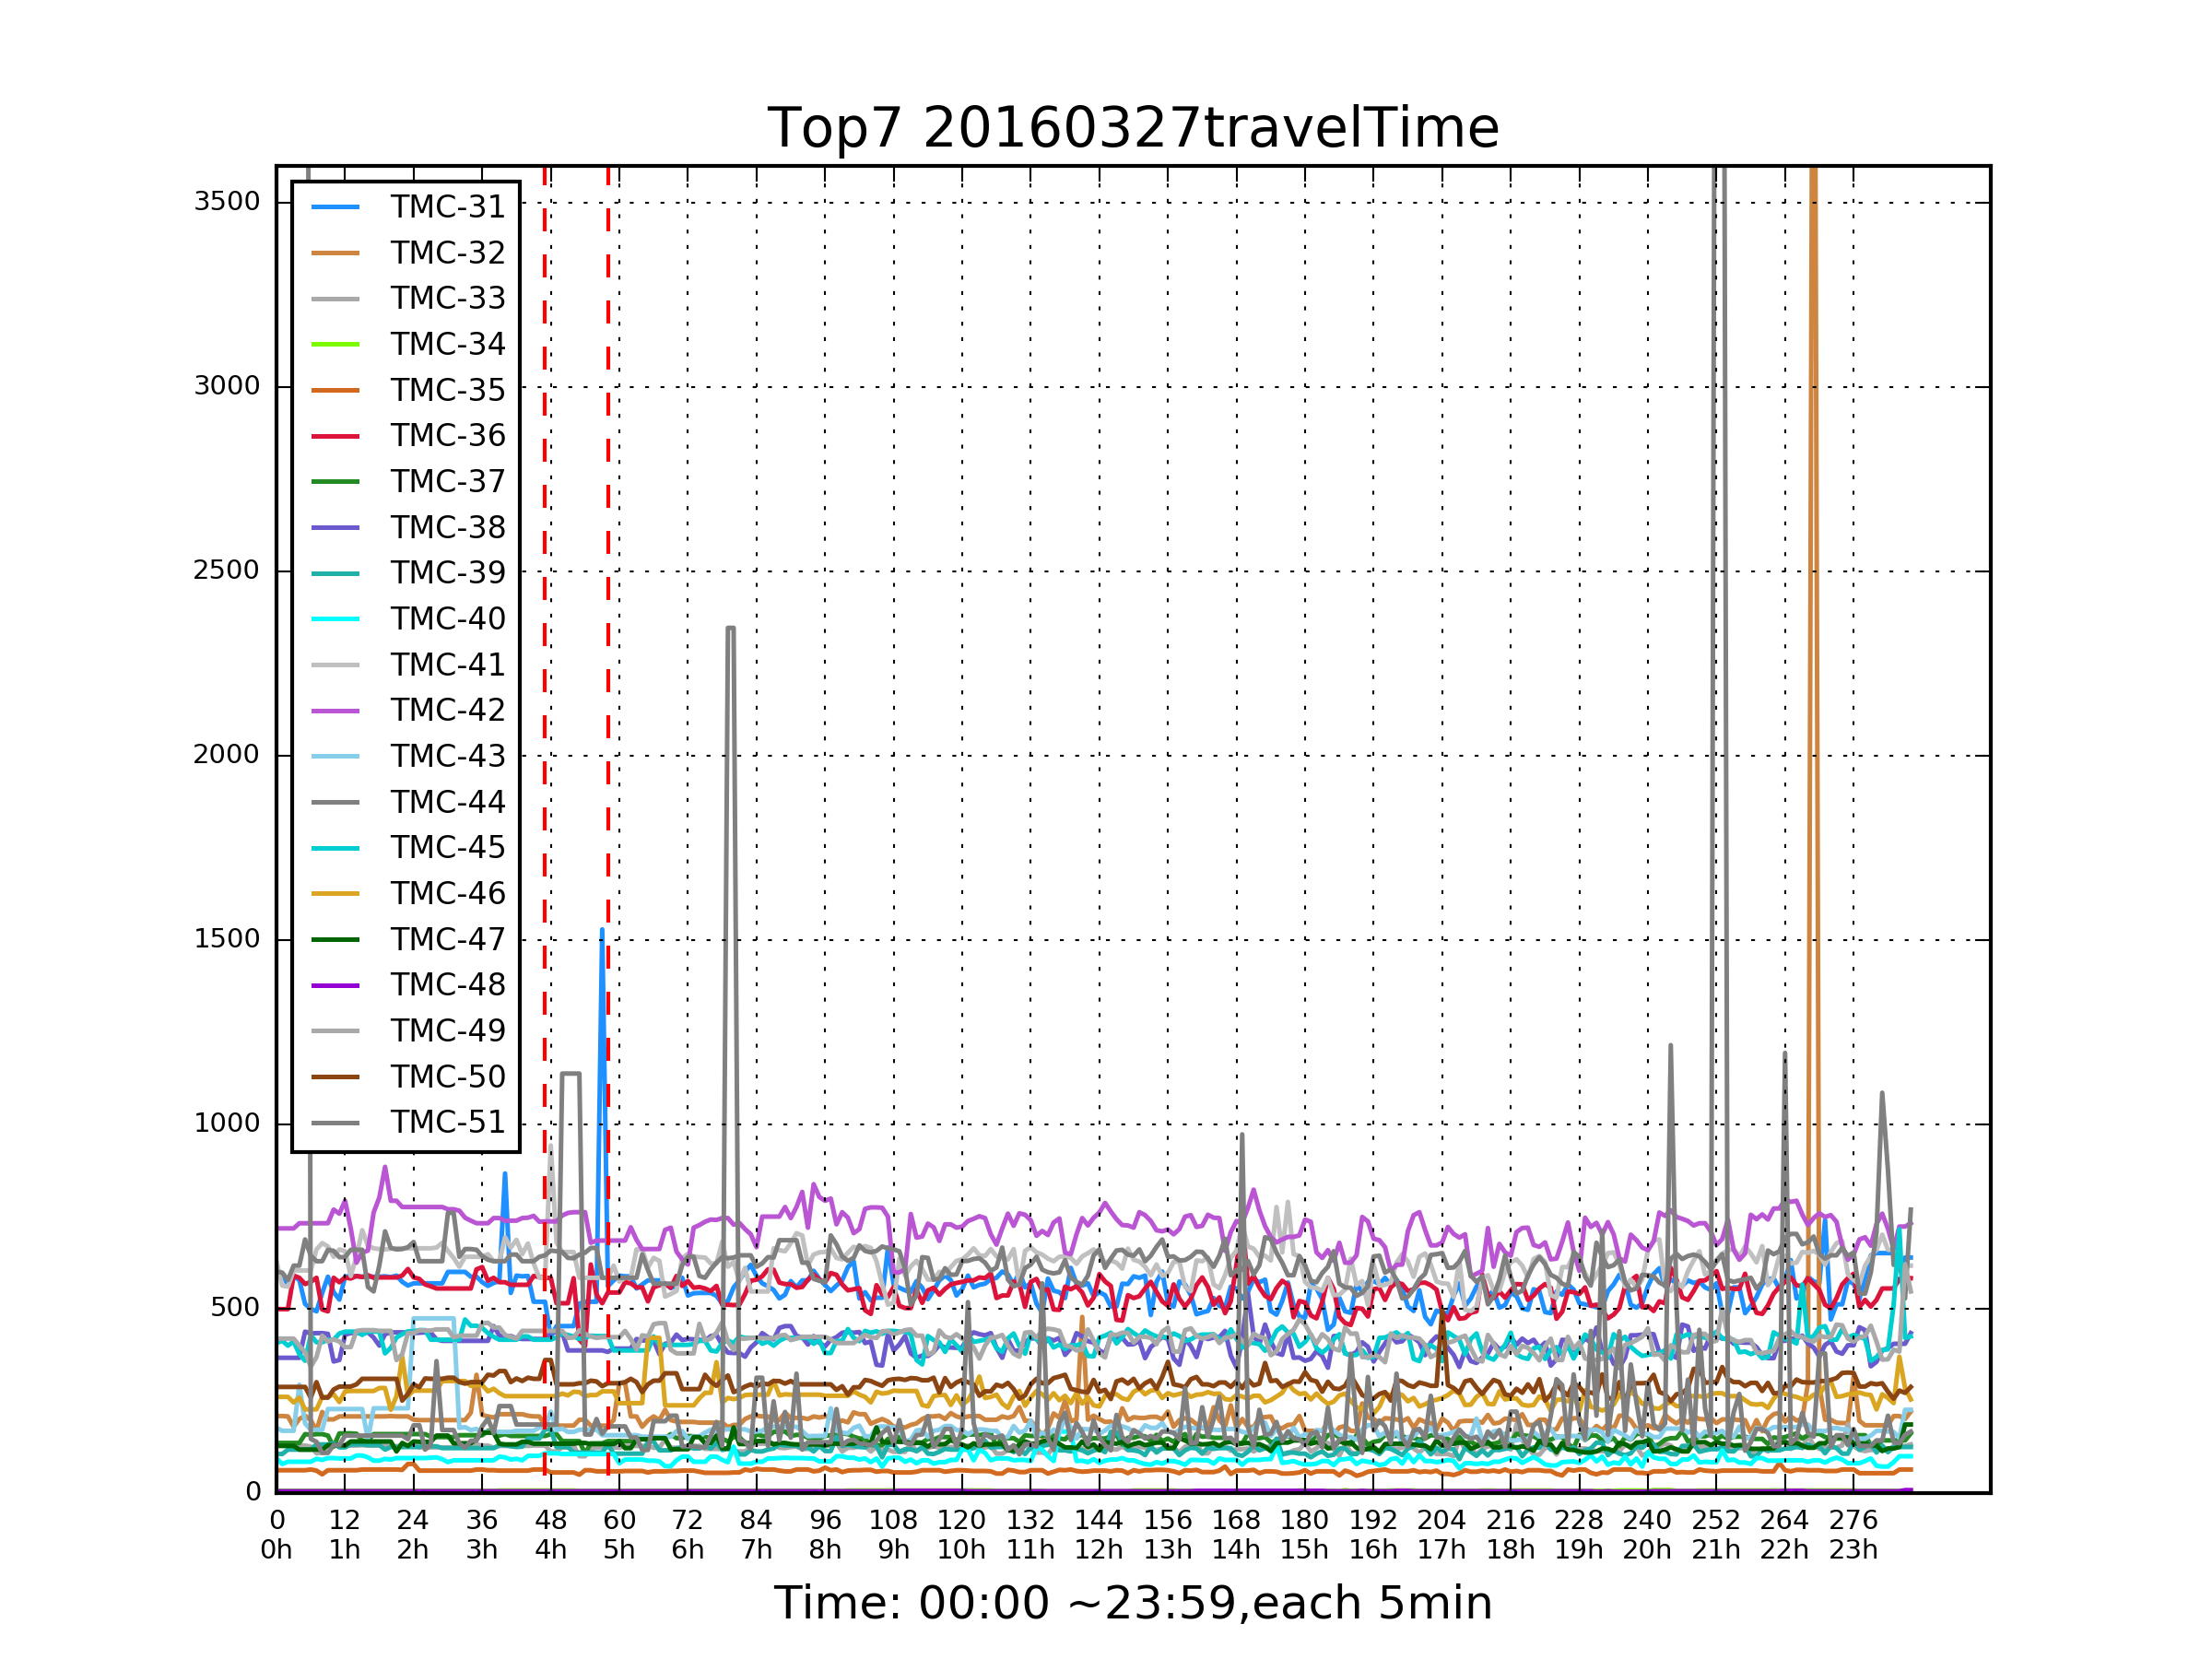 Top7 20160327travelTime
3500
3000
2500
2000
1500
1000
500
0
TMC-31
TMC-32
TMC-33
TMC-34
TMC-35
TMC-36
TMC-37
TMC-38
TMC-39
TMC-40
TMC-41
TMC-42
TMC-43
TMC-44
TMC-45
TMC-46
TMC-47
TMC-48
TMC-49
TMC-50
TMC-51
0 12 24 36 48 60 72 84 96 108 120 132 144 156 168 180 192 204 216 228 240 252 264 276
0h 1h 2h 3h 4h 5h 6h 7h 8h 9h 10h 11h 12h 13h 14h 15h 16h 17h 18h 19h 20h 21h 22h 23h
Time: 00:00 ~23:59,each 5min